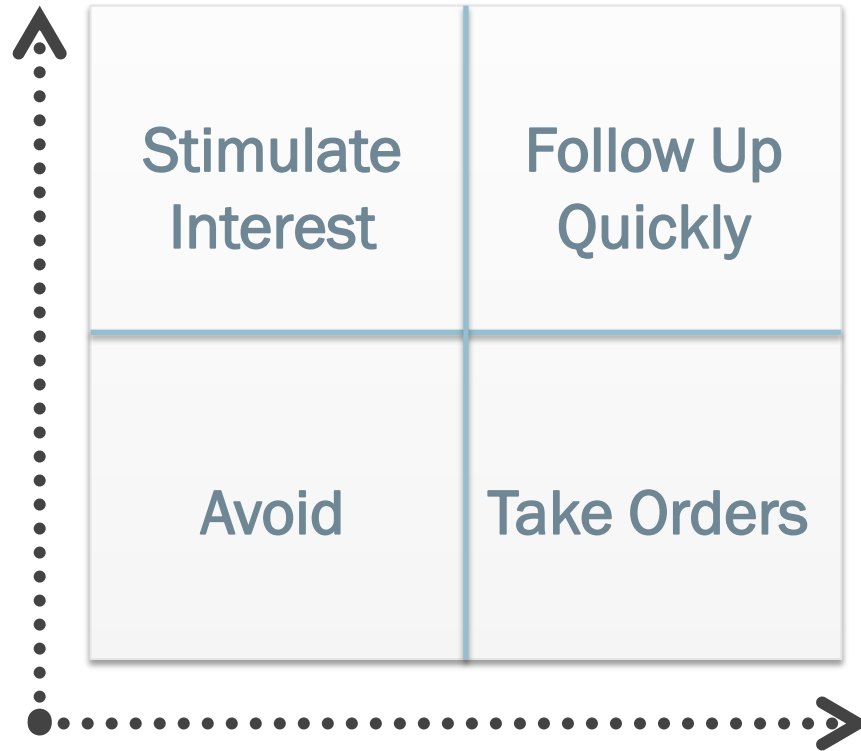 Stimulate
Interest
Follow Up
Quickly
Avoid
Take Orders